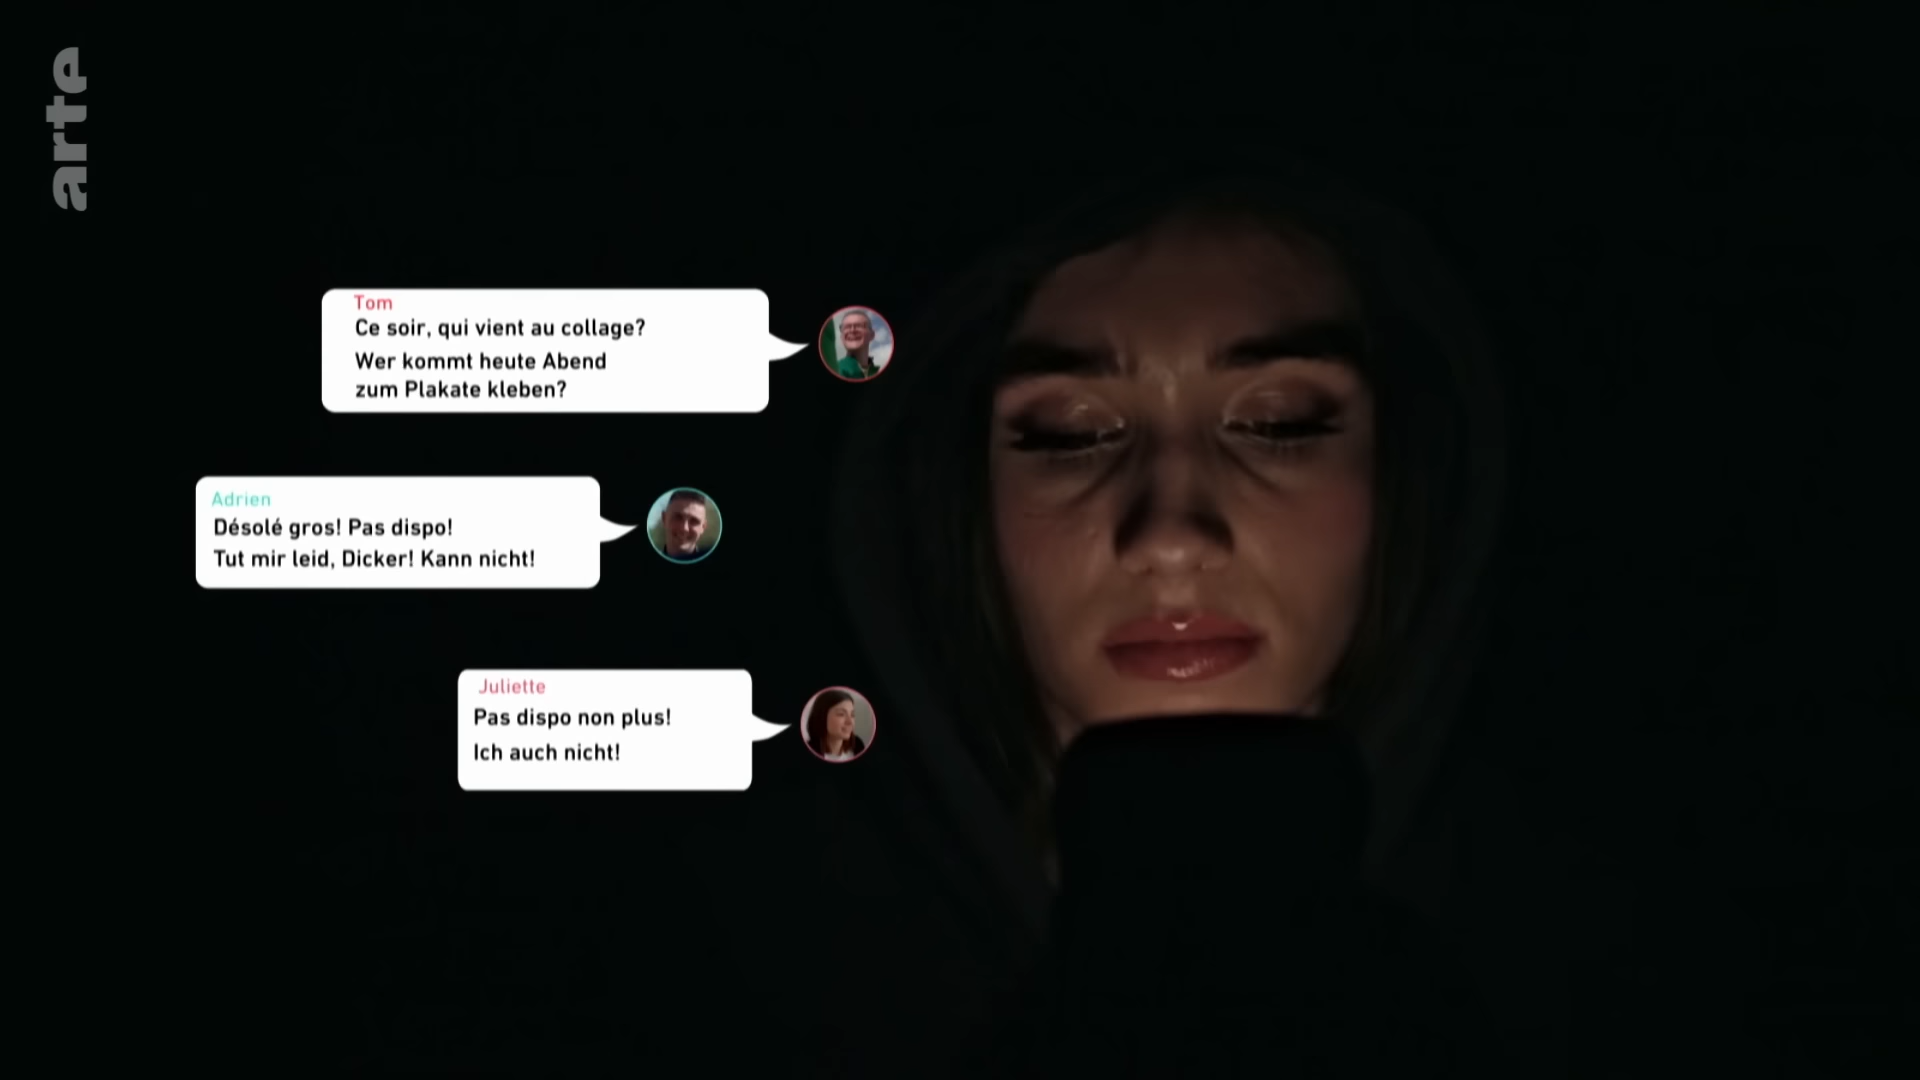 arte
Tom
Ce soir, qui vient au collage?
Wer kommt heute Abend
zum Plakate kleben?
Adrien
Désolé gros! Pas dispo!
Tut mir leid, Dicker! Kann nicht!
Juliette
Pas dispo non plus!
Ich auch nicht!